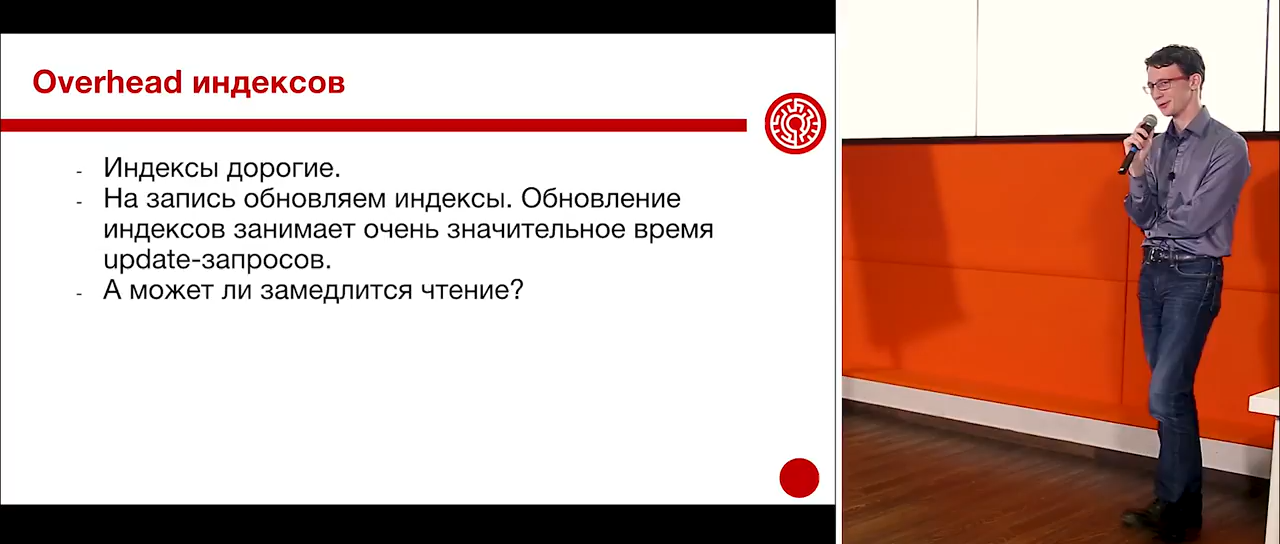 Overhead индексов
- Индексы дорогие.
- На запись обновляем индексы. Обновление
индексов занимает очень значительное время
update-запросов.
- А может ли замедлится чтение?